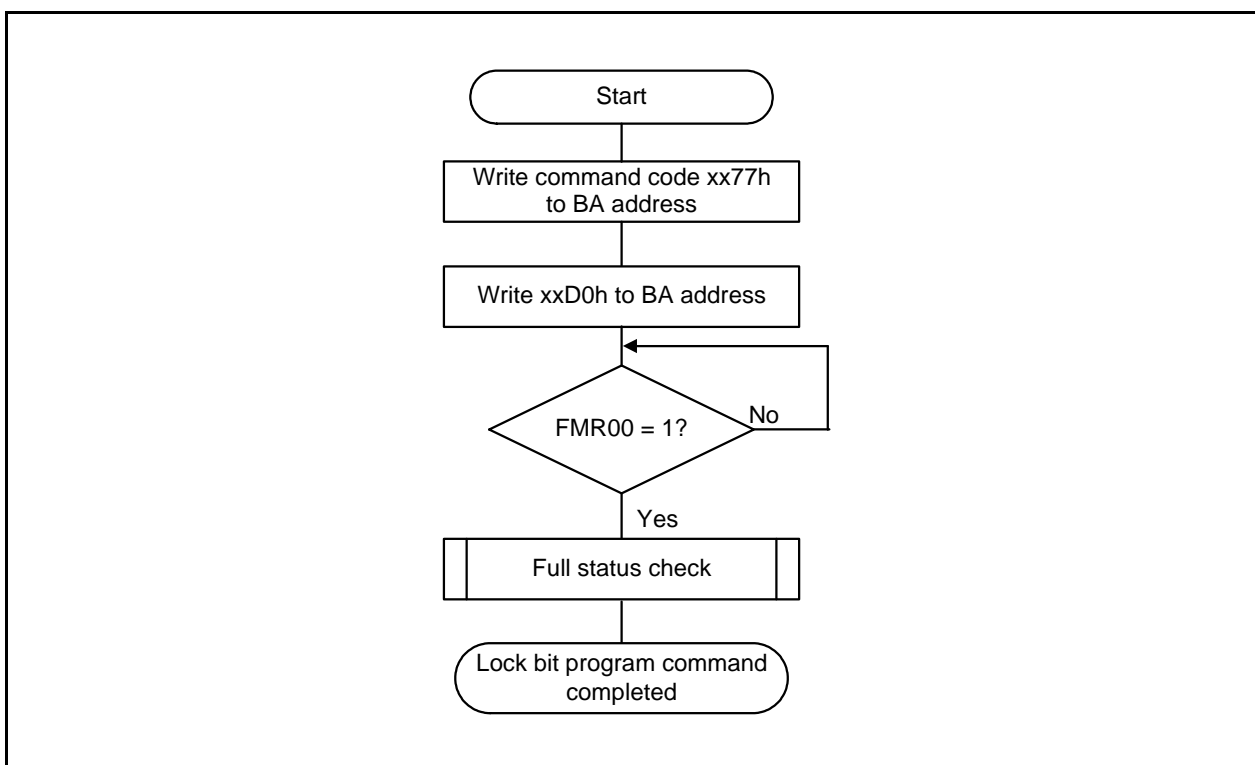 Start
Write command code xx77h
to BA address
Write xxD0h to BA address
FMR00 = 1?
No
Yes
Full status check
Lock bit program command
completed